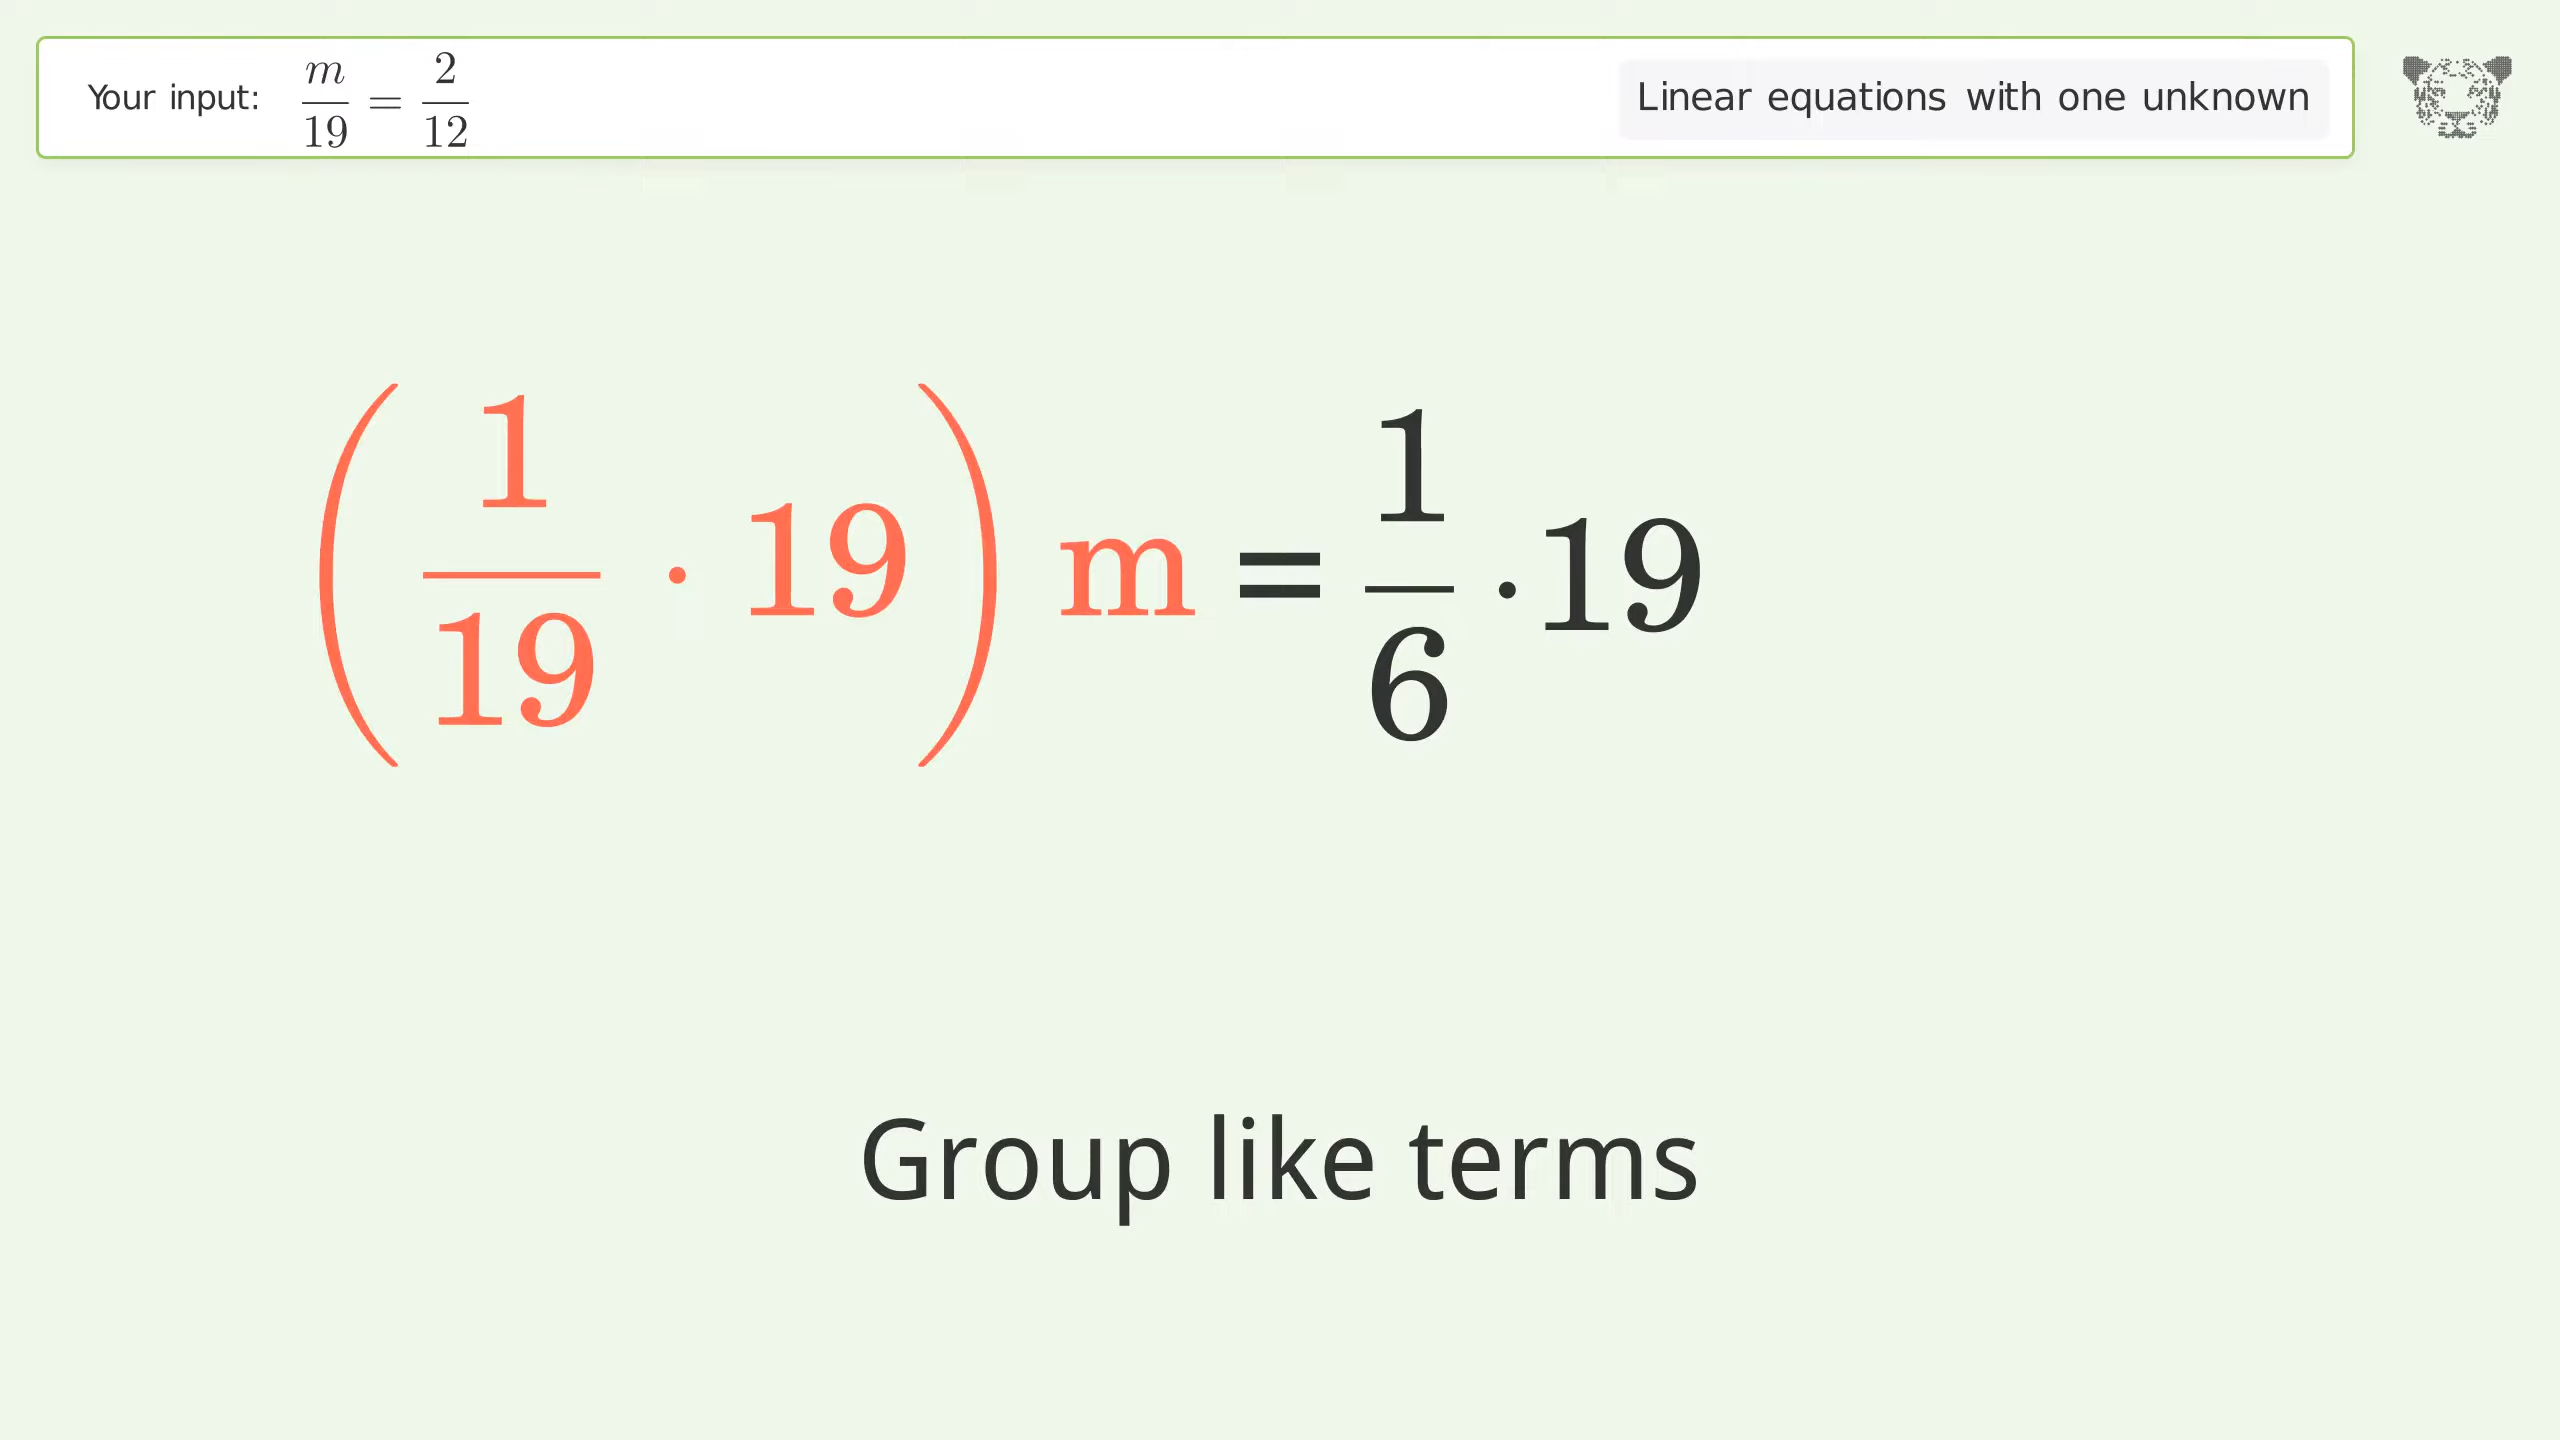 Your input: m/19 = 2/12
Linear equations with one unknown
(1/19 · 19) m = 1/6 · 19
Group like terms